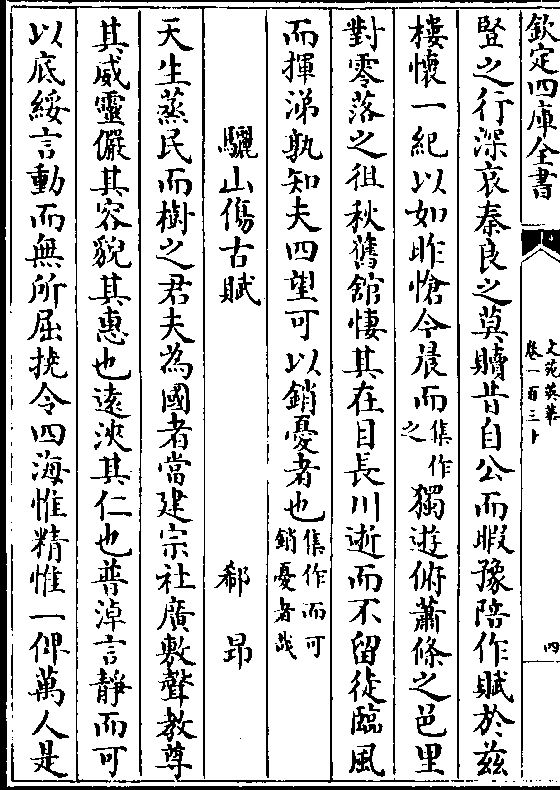 欽定四庫全書
文苑英華
卷一百三十
四
豎之行深哀秦良之莫贖昔自公而暇豫陪作賦於兹
樓懷一紀以如昨愴今晨而集作之獨遊俯蕭條之邑里
對零落之徂秋舊舘悽其在目長川逝而不留徒臨風
而揮涕孰知夫四望可以銷憂者也集作而可銷憂者哉
驪山傷古賦
郗昂
天生蒸民而樹之君夫為國者當建宗社廣敷聲教尊
其威靈儼其容貌其惠也遠浹其仁也普淖言靜而可
以底綏言動而無所屈撓令四海惟精惟一俾萬人是